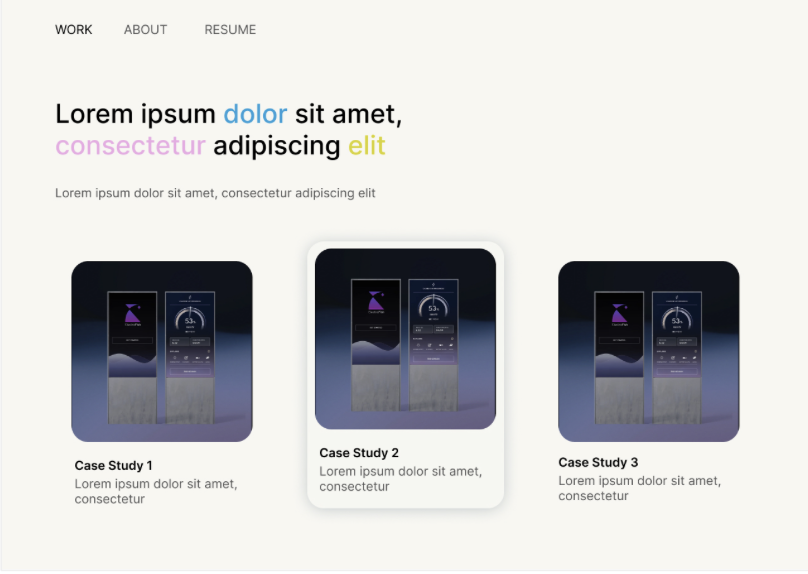 WORK ABOUT RESUME
Lorem ipsum dolor sit amet,
consectetur adipiscing elit
Lorem ipsum dolor sit amet, consectetur adipiscing elit
53
53
53
Case Study 1
Lorem ipsum dolor sit amet,
consectetur
Case Study 2
Lorem ipsum dolor sit amet,
consectetur
Case Study 3
Lorem ipsum dolor sit amet,
consectetur